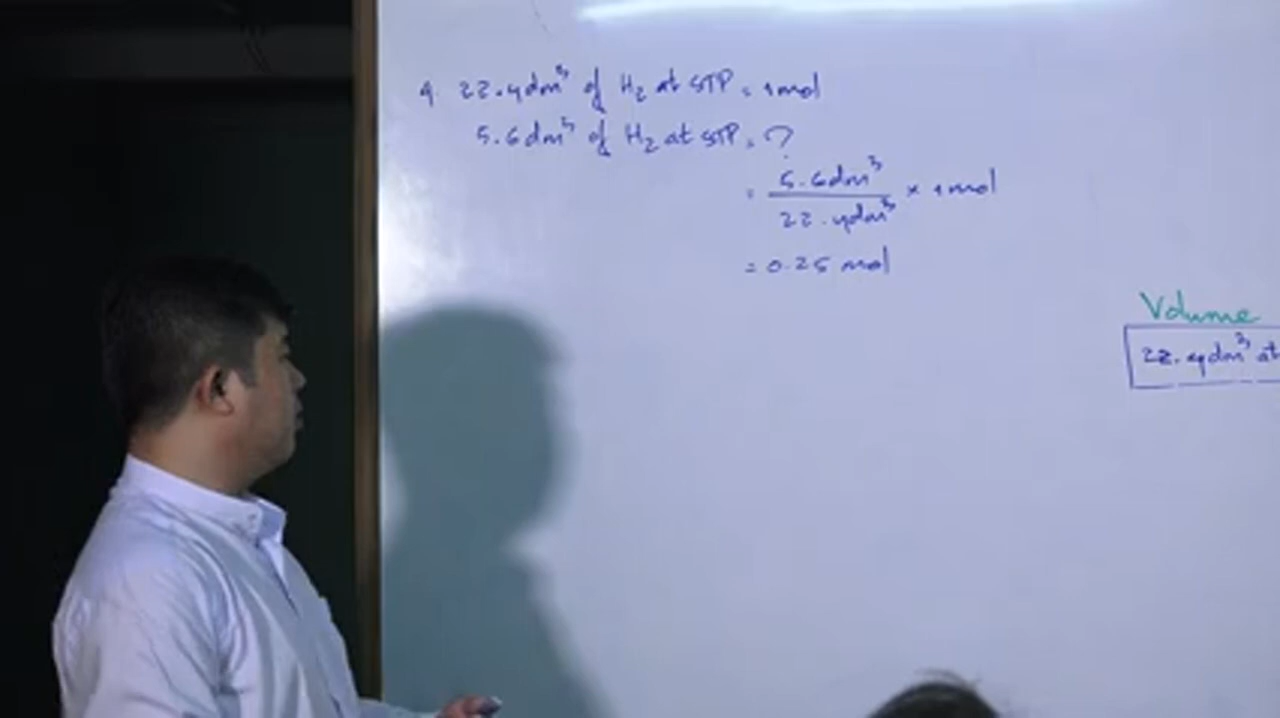 4 22.4dm³ of H₂ at STP = 1mol
5.6dm³ of H₂ at STP = ?
= 5.6dm³ / 22.4dm³ × 1mol
= 0.25 mol
Volume
22.4dm³ at